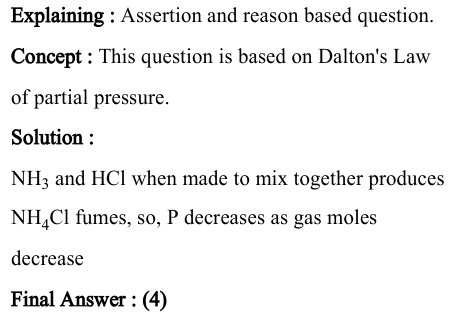 Explaining : Assertion and reason based question.
Concept : This question is based on Dalton's Law
of partial pressure.
Solution :
NH₃ and HCl when made to mix together produces
NH₄Cl fumes, so, P decreases as gas moles
decrease
Final Answer : (4)